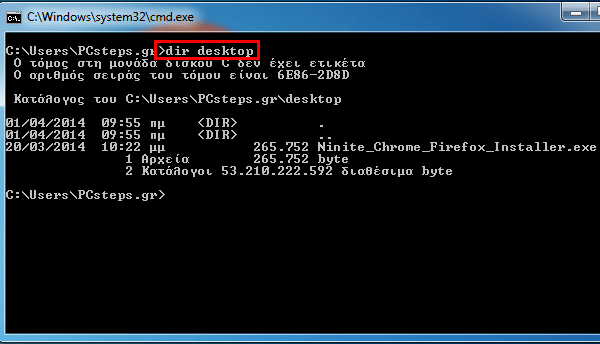 C:\Windows\system32\cmd.exe
C:\Users\PCsteps.gr>dir desktop
Ο τόμος στη μονάδα δίσκου C δεν έχει ετικέτα
Ο αριθμός σειράς του τόμου είναι 6E86-2D8D
Κατάλογος του C:\Users\PCsteps.gr\desktop
01/04/2014 09:55 πμ <DIR> .
01/04/2014 09:55 πμ <DIR> ..
20/03/2014 10:22 μμ 265.752 Ninite_Chrome_Firefox_Installer.exe
1 Αρχεία 265.752 byte
2 Κατάλογοι 53.210.222.592 διαθέσιμα byte
C:\Users\PCsteps.gr>